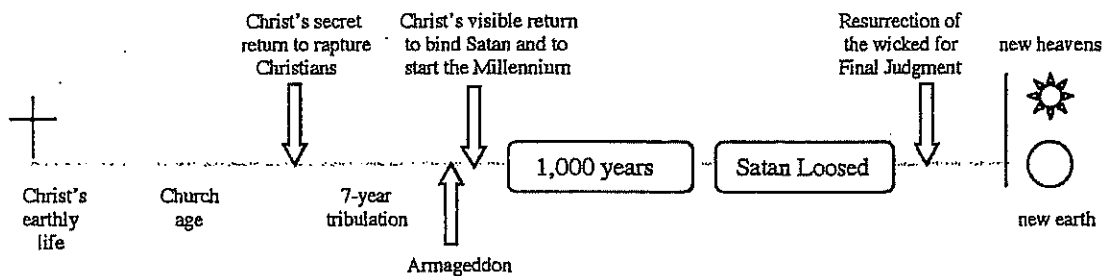 Christ's secret
return to rapture
Christians
Christ's visible return
to bind Satan and to
start the Millennium
Resurrection of
the wicked for
Final Judgment
new heavens
1,000 years
Satan Loosed
Christ's
earthly
life
Church
age
7-year
tribulation
Armageddon
new earth